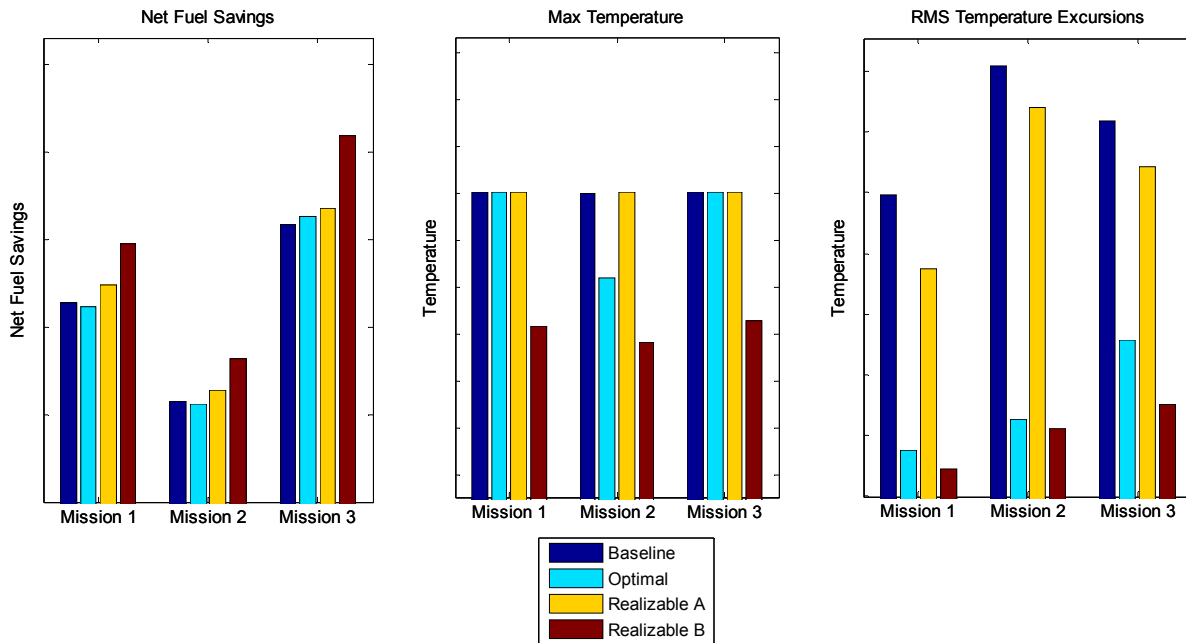 Net Fuel Savings
Max Temperature
RMS Temperature Excursions
Net Fuel Savings
Mission 1
Mission 2
Mission 3
Temperature
Mission 1
Mission 2
Mission 3
Temperature
Mission 1
Mission 2
Mission 3
Baseline
Optimal
Realizable A
Realizable B